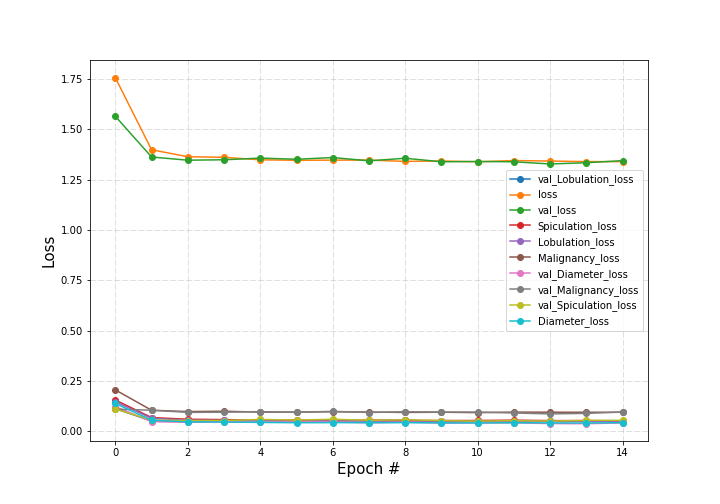 1.75
1.50
1.25
1.00
0.75
0.50
0.25
0.00
Loss
val_Lobulation_loss
loss
val_loss
Spiculation_loss
Lobulation_loss
Malignancy_loss
val_Diameter_loss
val_Malignancy_loss
val_Spiculation_loss
Diameter_loss
0 2 4 6 8 10 12 14
Epoch #